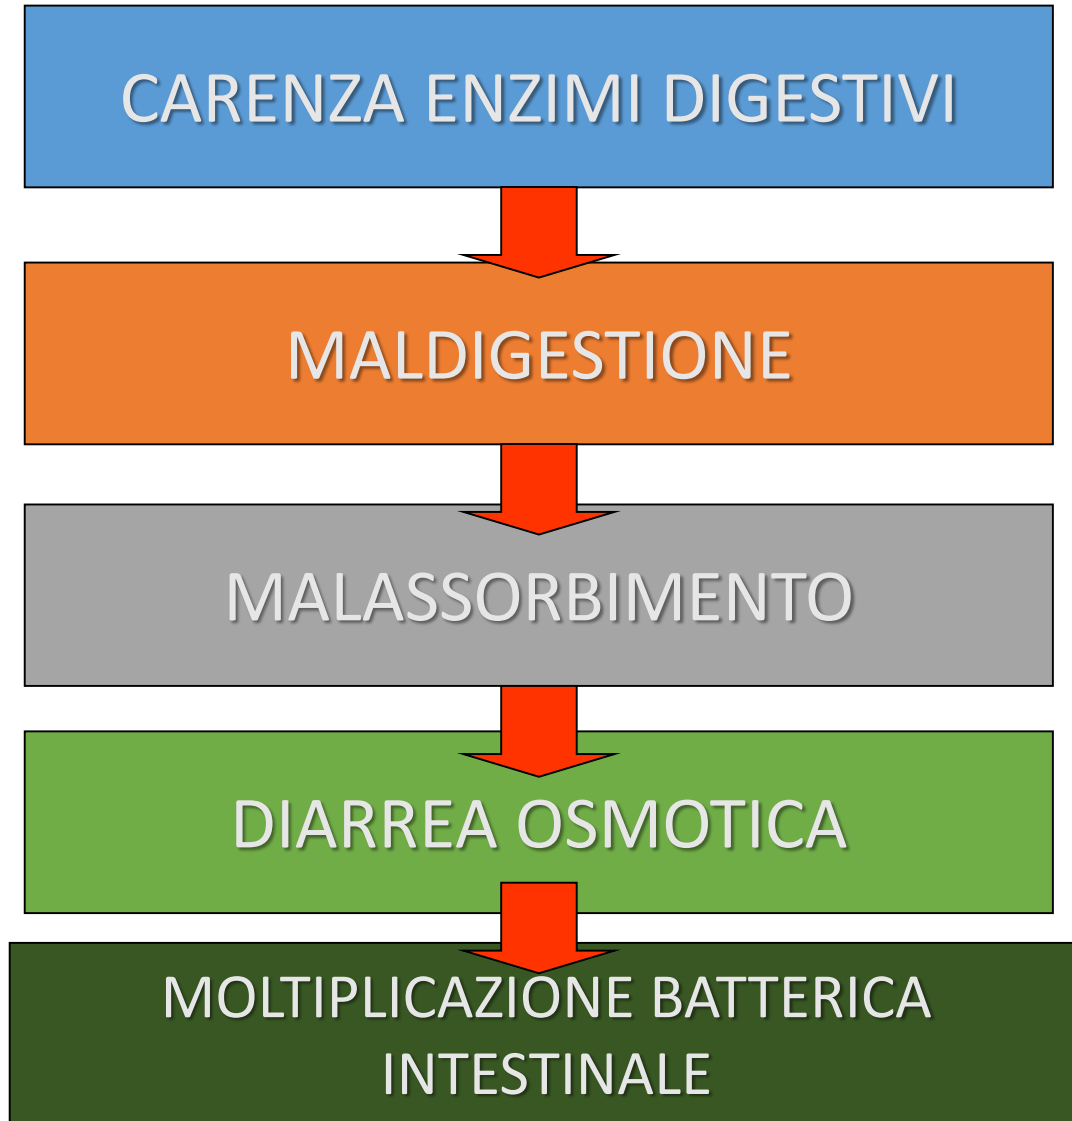 CARENZA ENZIMI DIGESTIVI
MALDIGESTIONE
MALASSORBIMENTO
DIARREA OSMOTICA
MOLTIPLICAZIONE BATTERICA
INTESTINALE